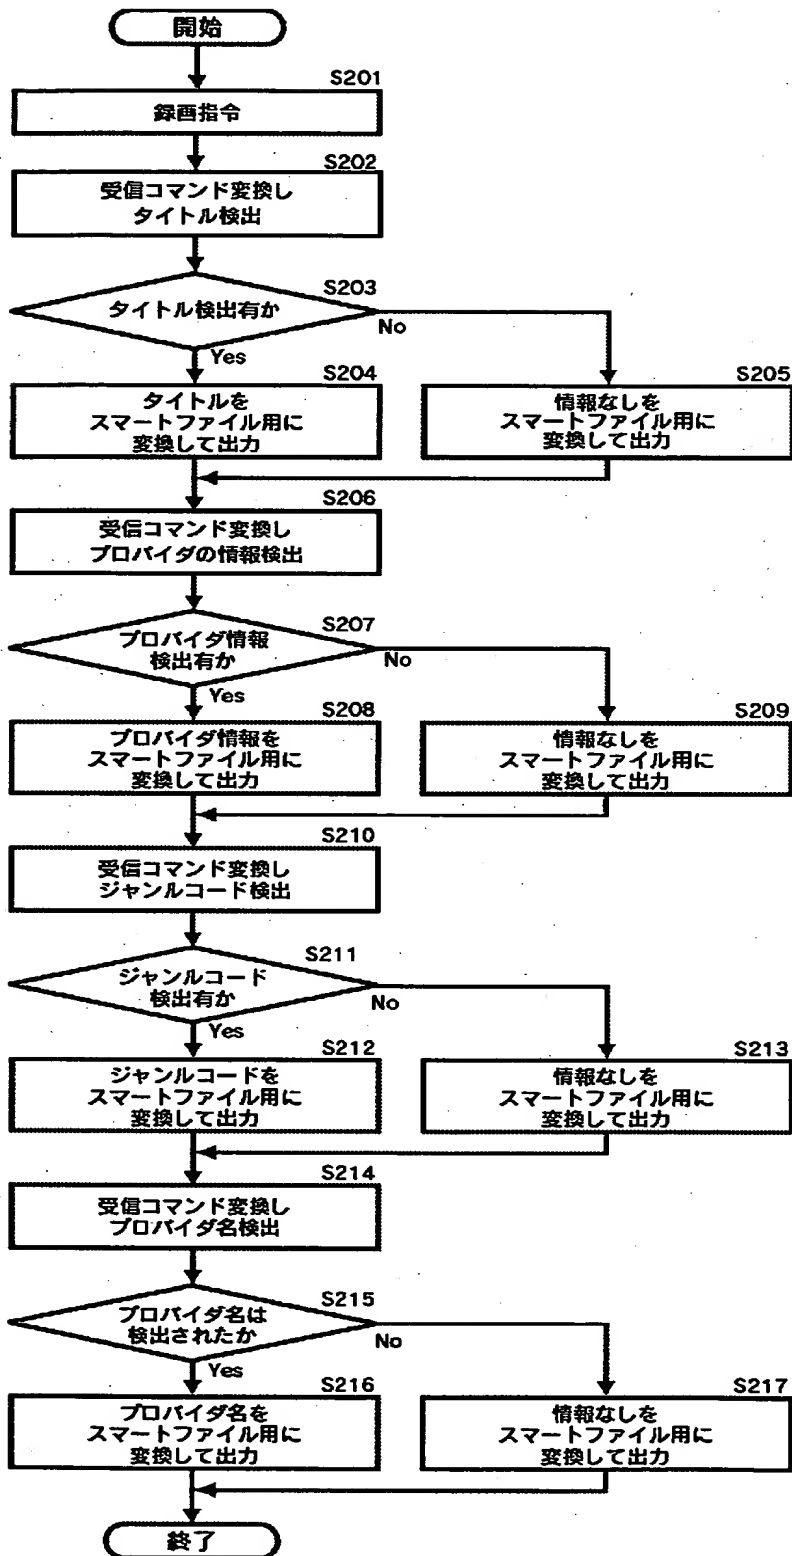 開始
S201
録画指令
S202
受信コマンド変換し
タイトル検出
S203
タイトル検出有か
No
Yes
S204
タイトルを
スマートファイル用に
変換して出力
S205
情報なしを
スマートファイル用に
変換して出力
S206
受信コマンド変換し
プロバイダの情報検出
S207
プロバイダ情報
検出有か
No
Yes
S208
プロバイダ情報を
スマートファイル用に
変換して出力
S209
情報なしを
スマートファイル用に
変換して出力
S210
受信コマンド変換し
ジャンルコード検出
S211
ジャンルコード
検出有か
No
Yes
S212
ジャンルコードを
スマートファイル用に
変換して出力
S213
情報なしを
スマートファイル用に
変換して出力
S214
受信コマンド変換し
プロバイダ名検出
S215
プロバイダ名は
検出されたか
No
Yes
S216
プロバイダ名を
スマートファイル用に
変換して出力
S217
情報なしを
スマートファイル用に
変換して出力
終了